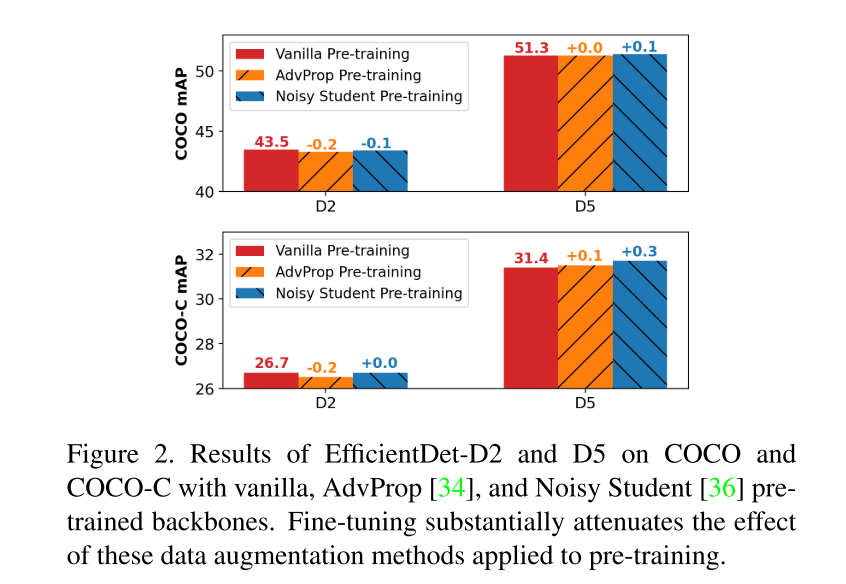 COCO mAP
50
45
40
Vanilla Pre-training
AdvProp Pre-training
Noisy Student Pre-training
43.5 -0.2 -0.1
51.3 +0.0 +0.1
D2 D5
COCO-C mAP
32
30
28
26
Vanilla Pre-training
AdvProp Pre-training
Noisy Student Pre-training
26.7 -0.2 +0.0
31.4 +0.1 +0.3
D2 D5
Figure 2. Results of EfficientDet-D2 and D5 on COCO and
COCO-C with vanilla, AdvProp [34], and Noisy Student [36] pre-
trained backbones. Fine-tuning substantially attenuates the effect
of these data augmentation methods applied to pre-training.